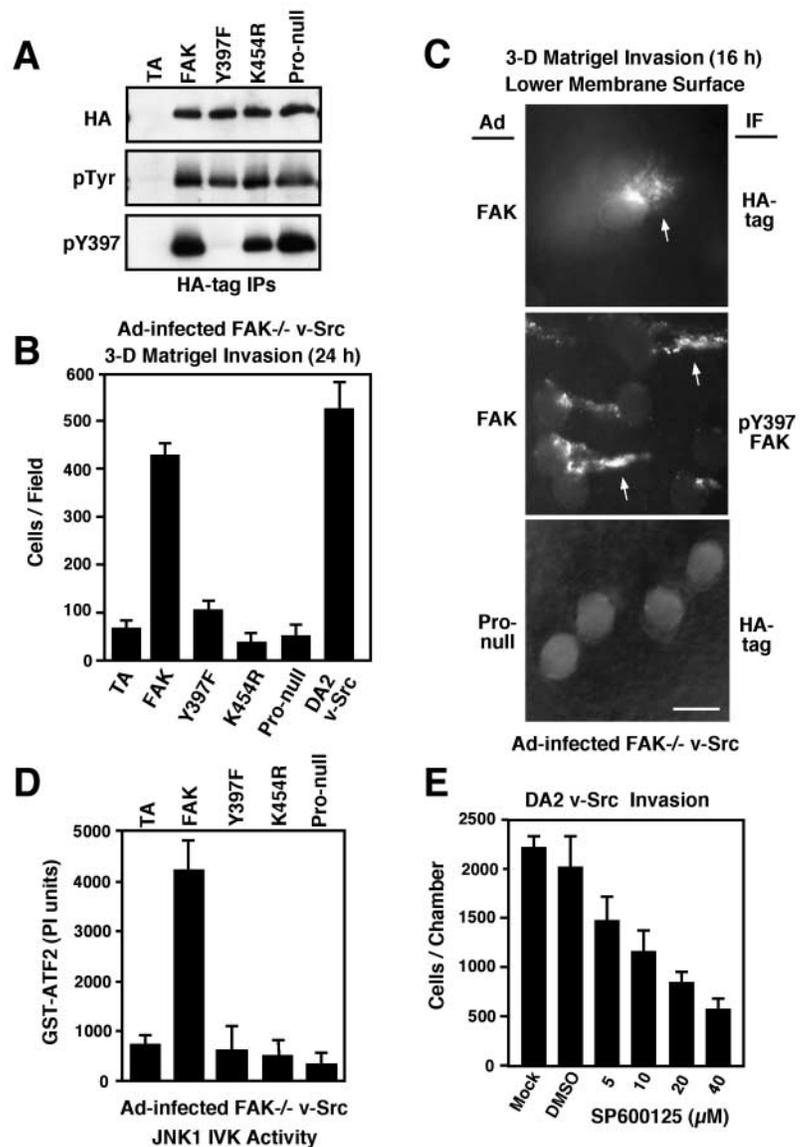 A
TA
FAK
Y397F
K454R
Pro-null
HA
pTyr
pY397
HA-tag IPs
B
Ad-infected FAK-/- v-Src
3-D Matrigel Invasion (24 h)
600
500
400
300
200
100
0
Cells / Field
TA
FAK
Y397F
K454R
Pro-null
DA2
v-Src
C
3-D Matrigel Invasion (16 h)
Lower Membrane Surface
Ad
IF
FAK
HA-
tag
FAK
pY397
FAK
Pro-
null
HA-
tag
Ad-infected FAK-/- v-Src
D
TA
FAK
Y397F
K454R
Pro-null
5000
4000
3000
2000
1000
0
GST-ATF2 (PI units)
Ad-infected FAK-/- v-Src
JNK1 IVK Activity
E
DA2 v-Src Invasion
2500
2000
1500
1000
500
0
Cells / Chamber
Mock
DMSO
5
10
20
40
SP600125 (µM)